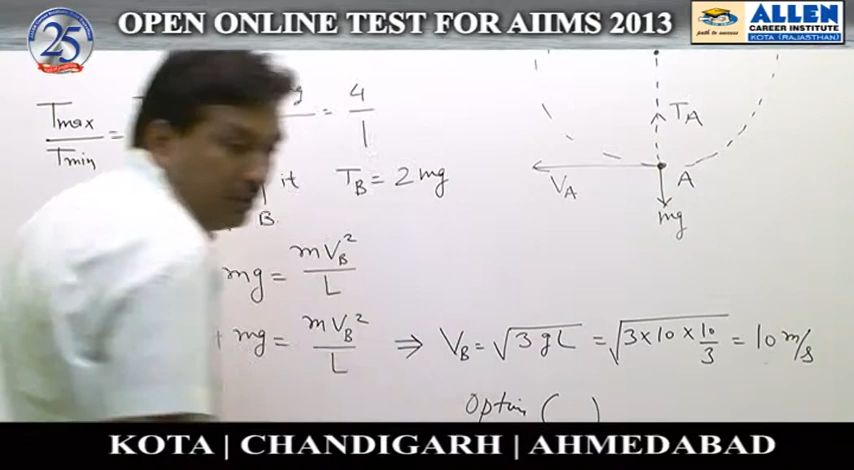 25
OPEN ONLINE TEST FOR AIIMS 2013
path to success
ALLEN
CAREER INSTITUTE
KOTA (RAJASTHAN)
Tmax/Tmin = = 4/1
it TB = 2mg
B
mg = mVB²/L
+ mg = mVB²/L ⇒ VB = √3gL = √3×10×10/3 = 10 m/s
Option ( )
TA
VA
A
mg
KOTA | CHANDIGARH | AHMEDABAD